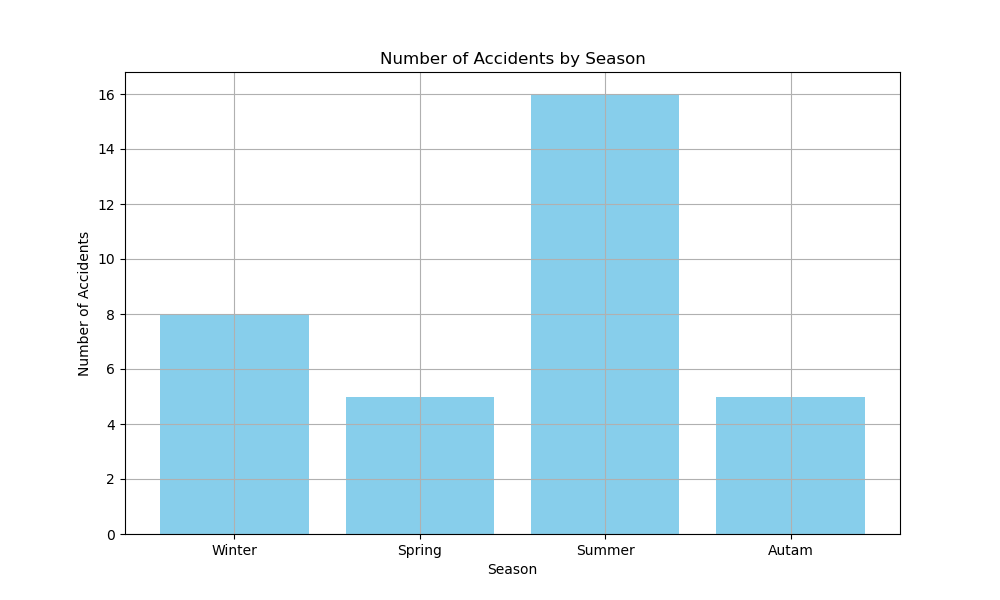 Number of Accidents by Season
Number of Accidents
16
14
12
10
8
6
4
2
0
Winter Spring Summer Autam
Season